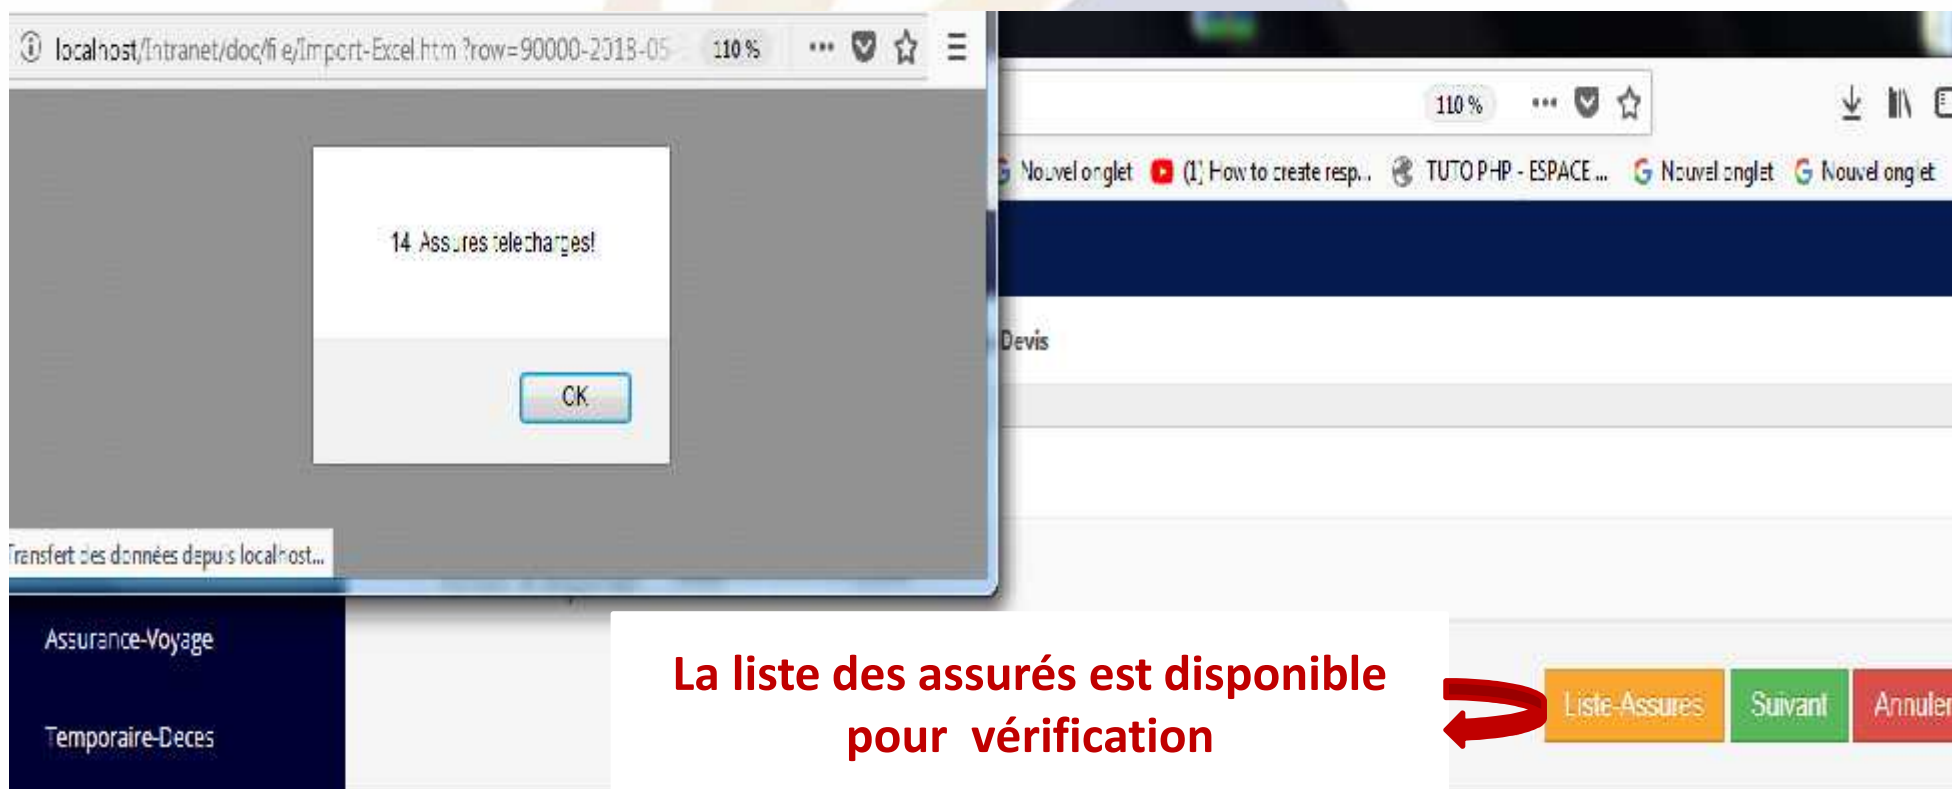 localhost/Intranet/doc/file/Import-Excel.htm?row=90000-2018-05
110 %
110 %
Nouvel onglet
(1) How to create resp...
TUTO PHP - ESPACE ...
Nouvel onglet
Nouvel onglet
14 Assures telecharges!
OK
Devis
Transfert des données depuis localhost...
Assurance-Voyage
Temporaire-Deces
La liste des assurés est disponible
pour vérification
Liste-Assures
Suivant
Annuler